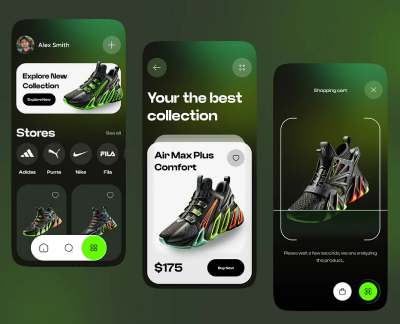 Alex Smith
Explore New
Collection
Explore Now
Stores
See all
Adidas
Puma
Nike
FILA
Fila
Your the best
collection
Air Max Plus
Comfort
$175
Buy Now
Shopping cart
Please wait a few seconds, we are analyzing
the product...